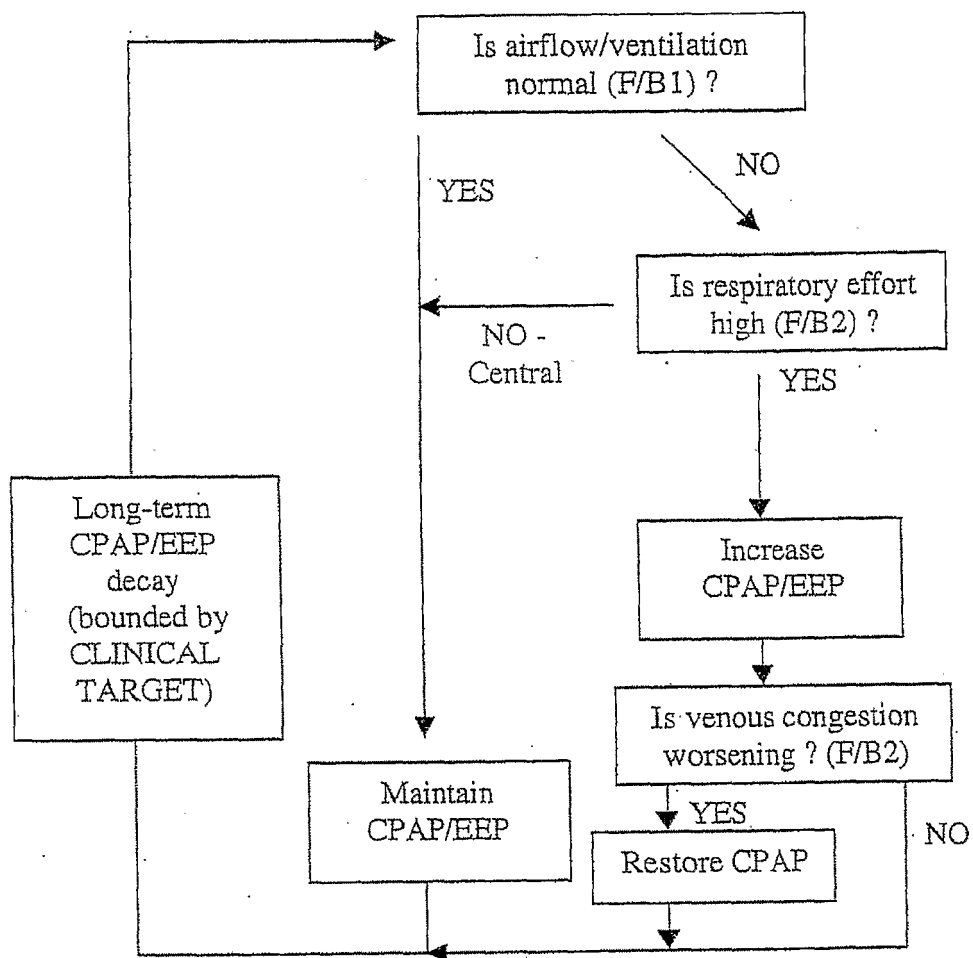 Is airflow/ventilation
normal (F/B1) ?
YES
NO
Is respiratory effort
high (F/B2) ?
NO -
Central
YES
Long-term
CPAP/EEP
decay
(bounded by
CLINICAL
TARGET)
Increase
CPAP/EEP
Is venous congestion
worsening ? (F/B2)
Maintain
CPAP/EEP
YES
NO
Restore CPAP